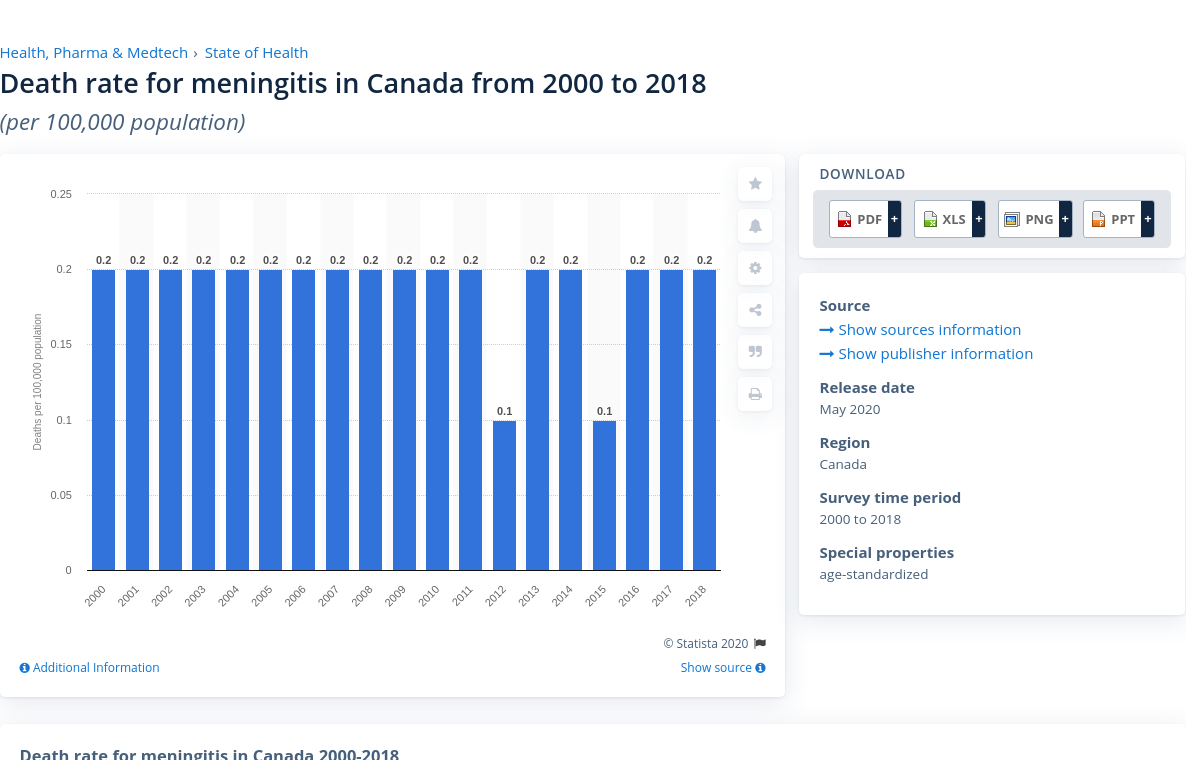 Health, Pharma & Medtech › State of Health
Death rate for meningitis in Canada from 2000 to 2018
(per 100,000 population)
0.25
0.2
0.15
0.1
0.05
0
Deaths per 100,000 population
0.2 0.2 0.2 0.2 0.2 0.2 0.2 0.2 0.2 0.2 0.2 0.2 0.1 0.2 0.2 0.1 0.2 0.2 0.2
2000 2001 2002 2003 2004 2005 2006 2007 2008 2009 2010 2011 2012 2013 2014 2015 2016 2017 2018
© Statista 2020
Additional Information
Show source
DOWNLOAD
PDF + XLS + PNG + PPT +
Source
Show sources information
Show publisher information
Release date
May 2020
Region
Canada
Survey time period
2000 to 2018
Special properties
age-standardized
Death rate for meningitis in Canada 2000-2018